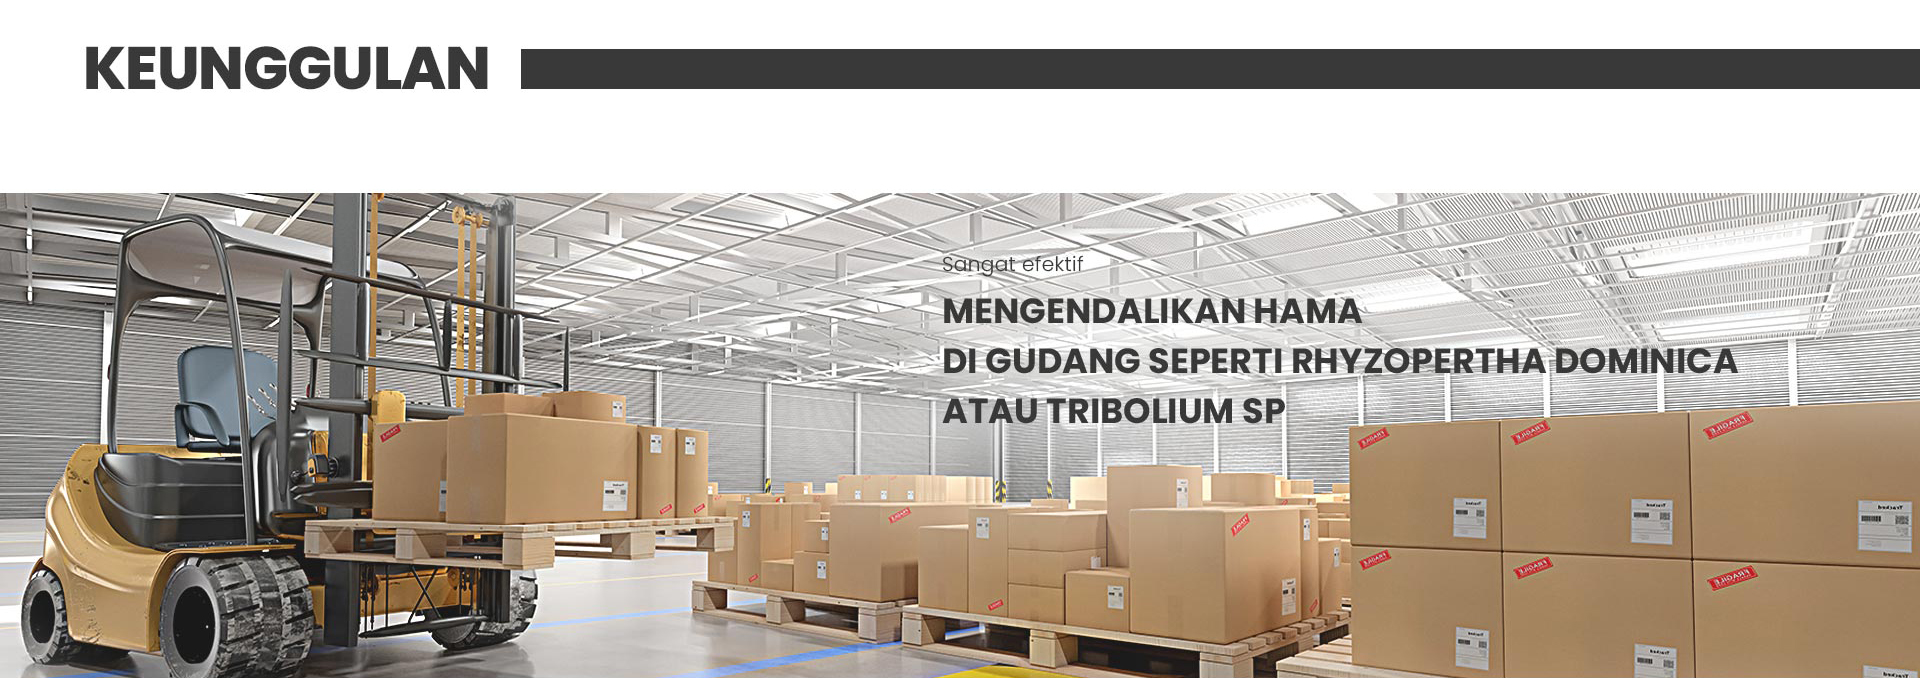 KEUNGGULAN
Sangat efektif
MENGENDALIKAN HAMA
DI GUDANG SEPERTI RHYZOPERTHA DOMINICA
ATAU TRIBOLIUM SP